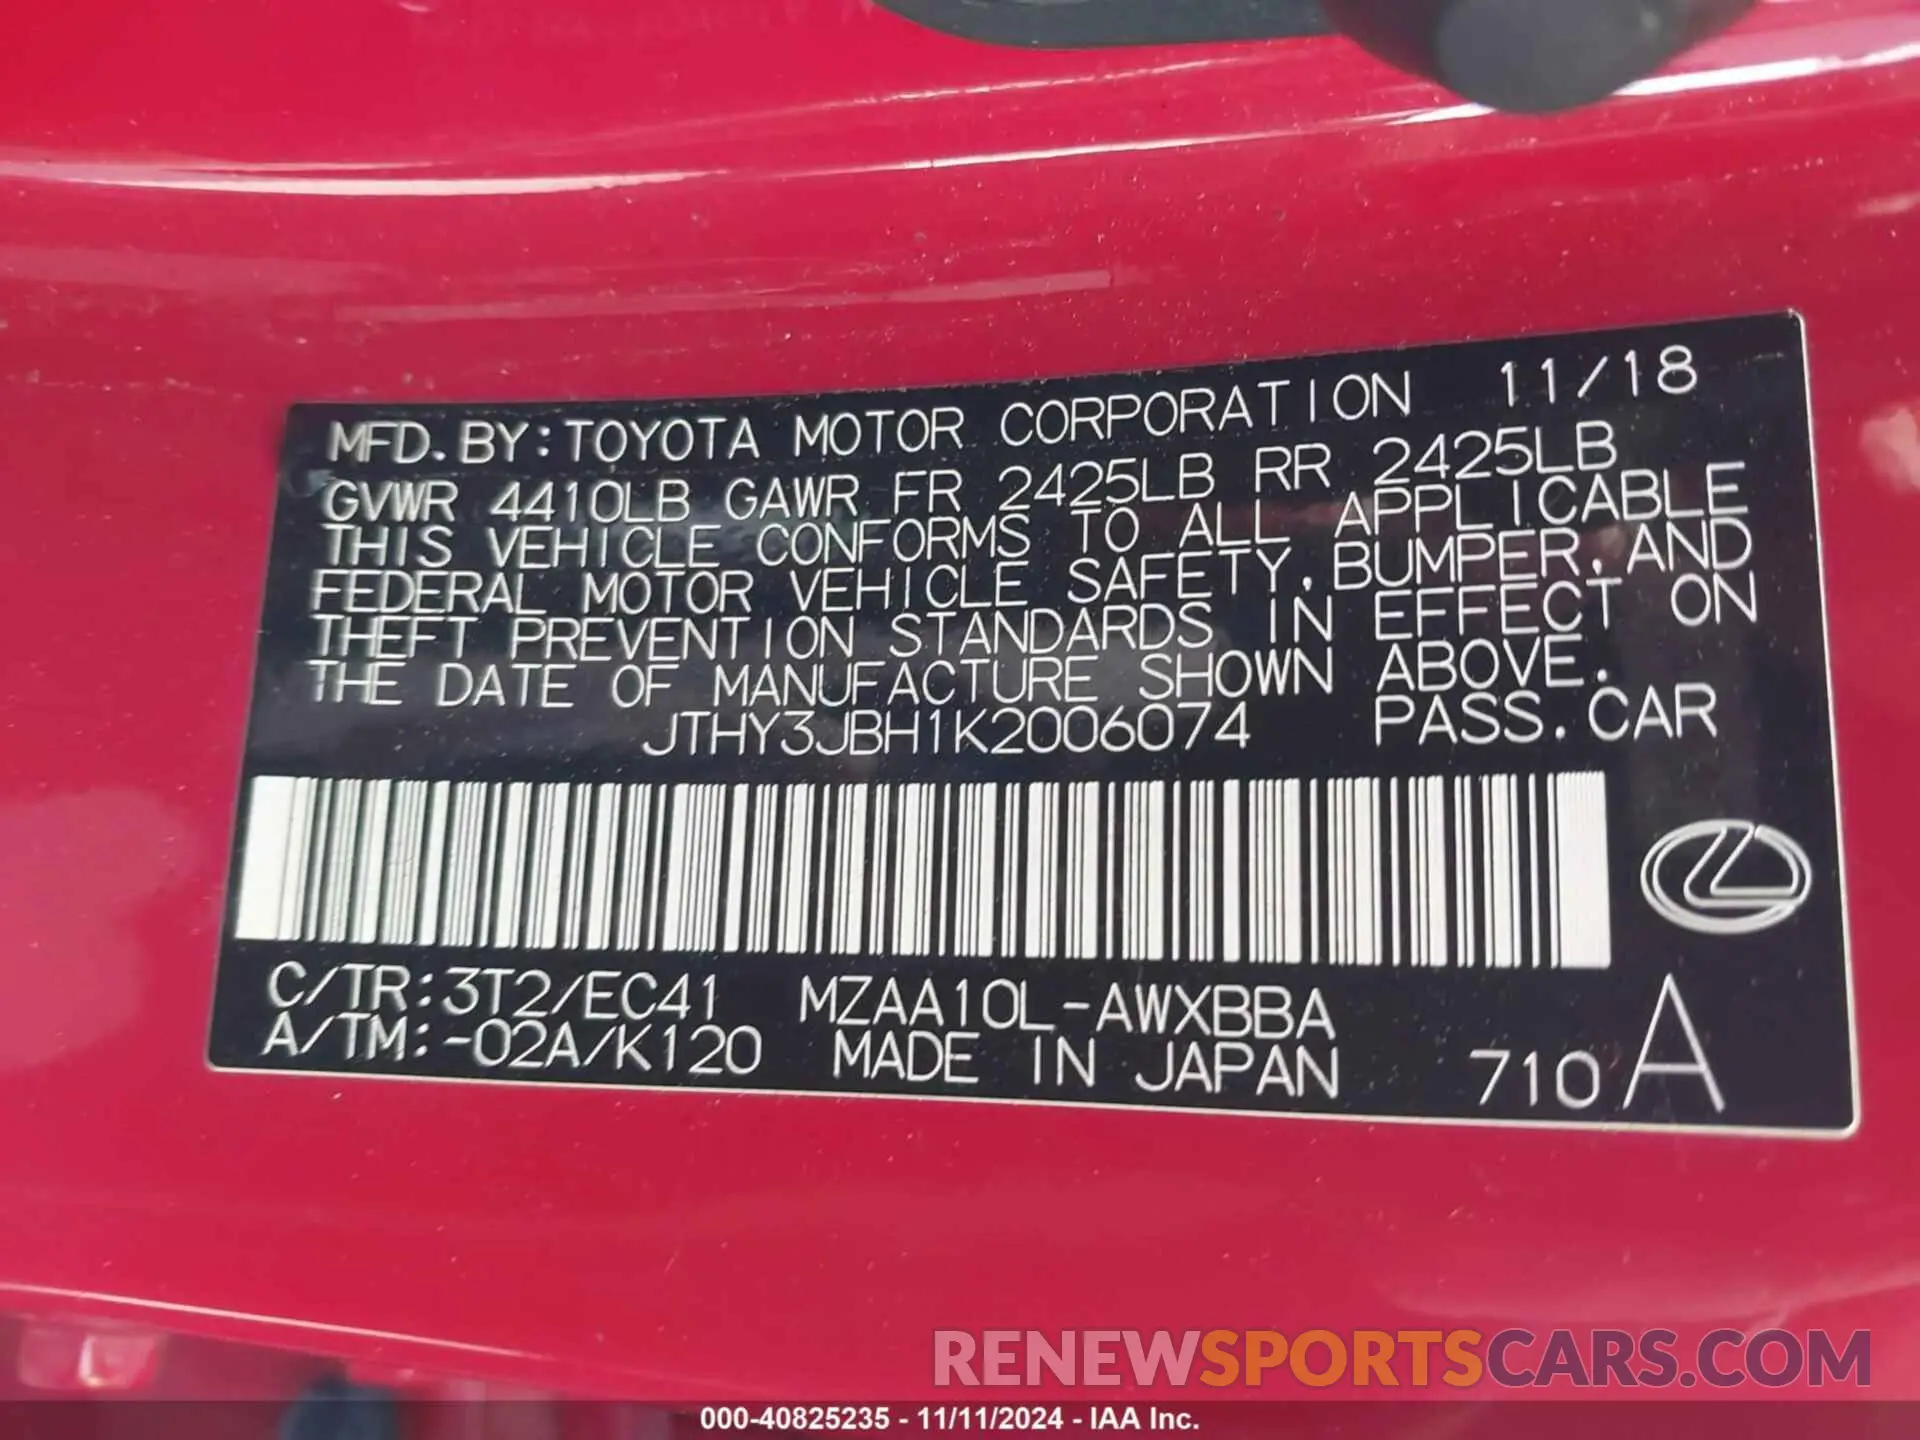 MFD. BY: TOYOTA MOTOR CORPORATION 11/18
GVWR 4410LB GAWR FR 2425LB RR 2425LB
THIS VEHICLE CONFORMS TO ALL APPLICABLE
FEDERAL MOTOR VEHICLE SAFETY, BUMPER, AND
THEFT PREVENTION STANDARDS IN EFFECT ON
THE DATE OF MANUFACTURE SHOWN ABOVE.
JTHY3JBH1K2006074 PASS. CAR
C/TR: 3T2/EC41 MZAA10L-AWXBBA
A/TM: -02A/K120 MADE IN JAPAN 710 A
RENEWSPORTSCARS.COM
000-40825235 - 11/11/2024 - IAA Inc.